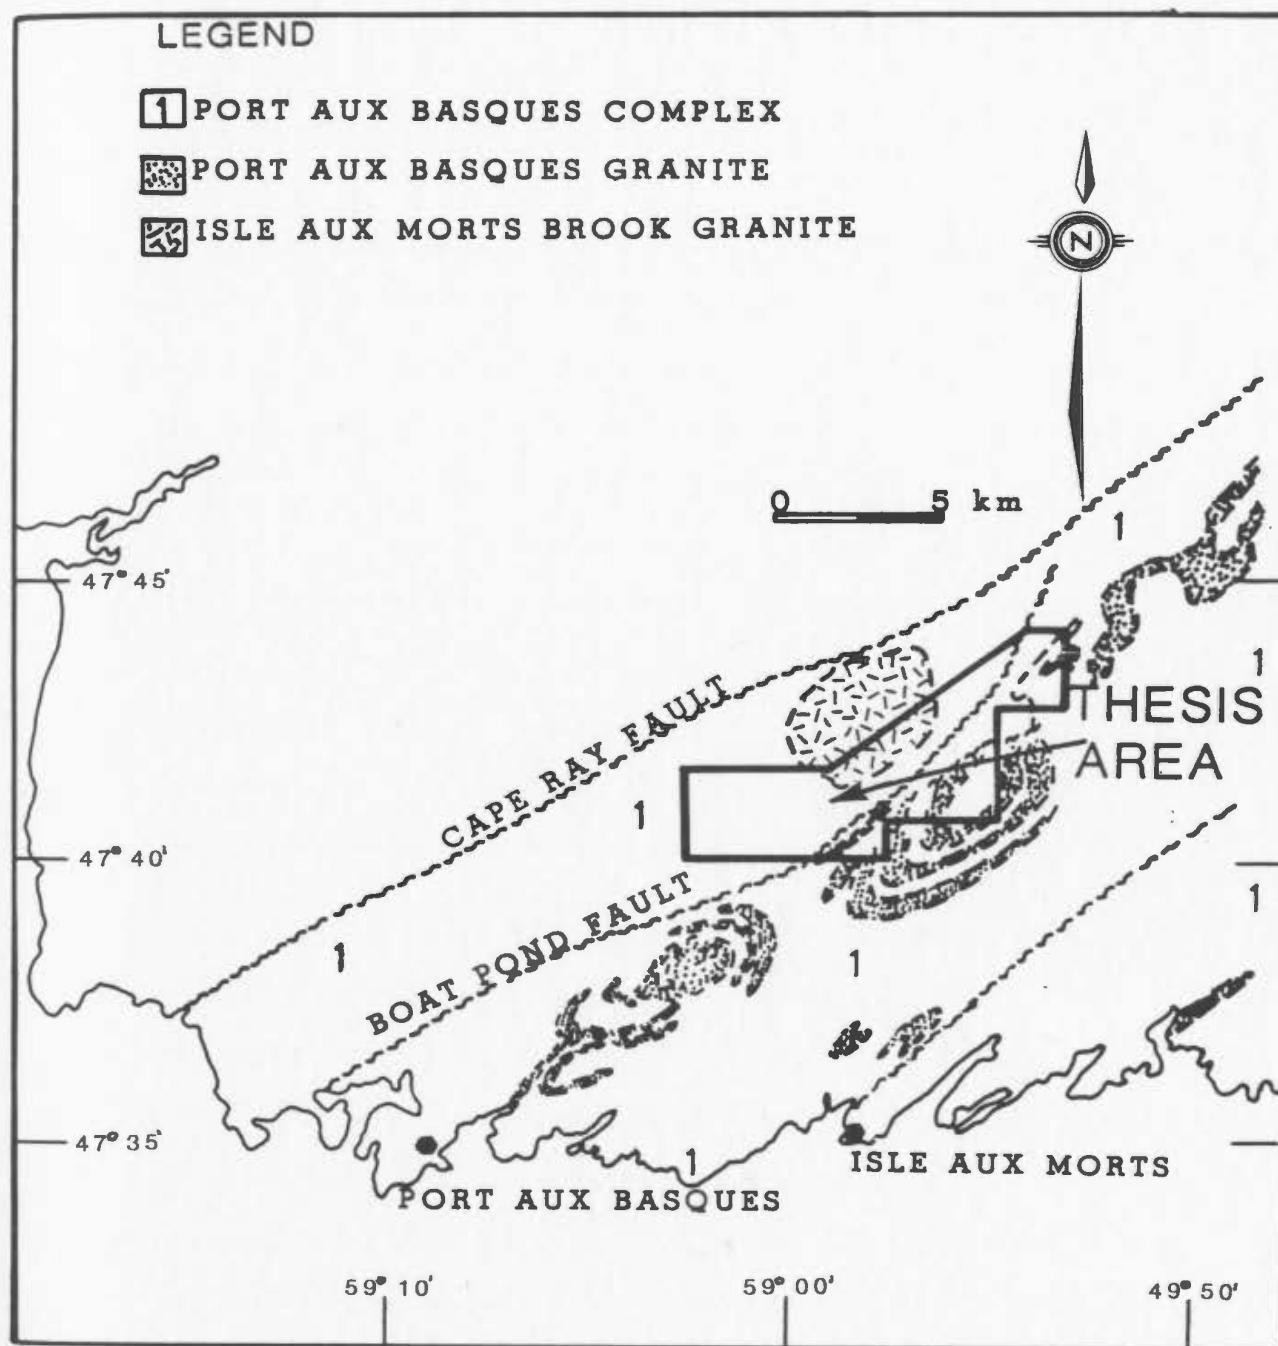 LEGEND
1 PORT AUX BASQUES COMPLEX
PORT AUX BASQUES GRANITE
ISLE AUX MORTS BROOK GRANITE
N
0 5 km
1
47° 45'
1
THESIS
AREA
CAPE RAY FAULT
1
47° 40'
1
BOAT POND FAULT
1
1
47° 35'
1
ISLE AUX MORTS
PORT AUX BASQUES
59° 10'
59° 00'
49° 50'